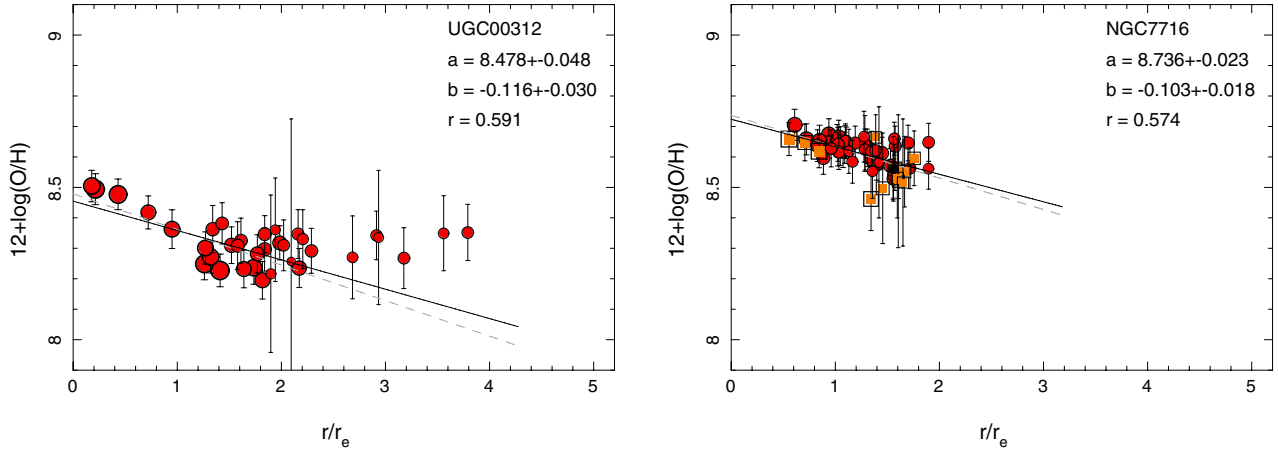 UGC00312
a = 8.478+-0.048
b = -0.116+-0.030
r = 0.591
12+log(O/H)
9
8.5
8
0 1 2 3 4 5
r/re
NGC7716
a = 8.736+-0.023
b = -0.103+-0.018
r = 0.574
12+log(O/H)
9
8.5
8
0 1 2 3 4 5
r/re